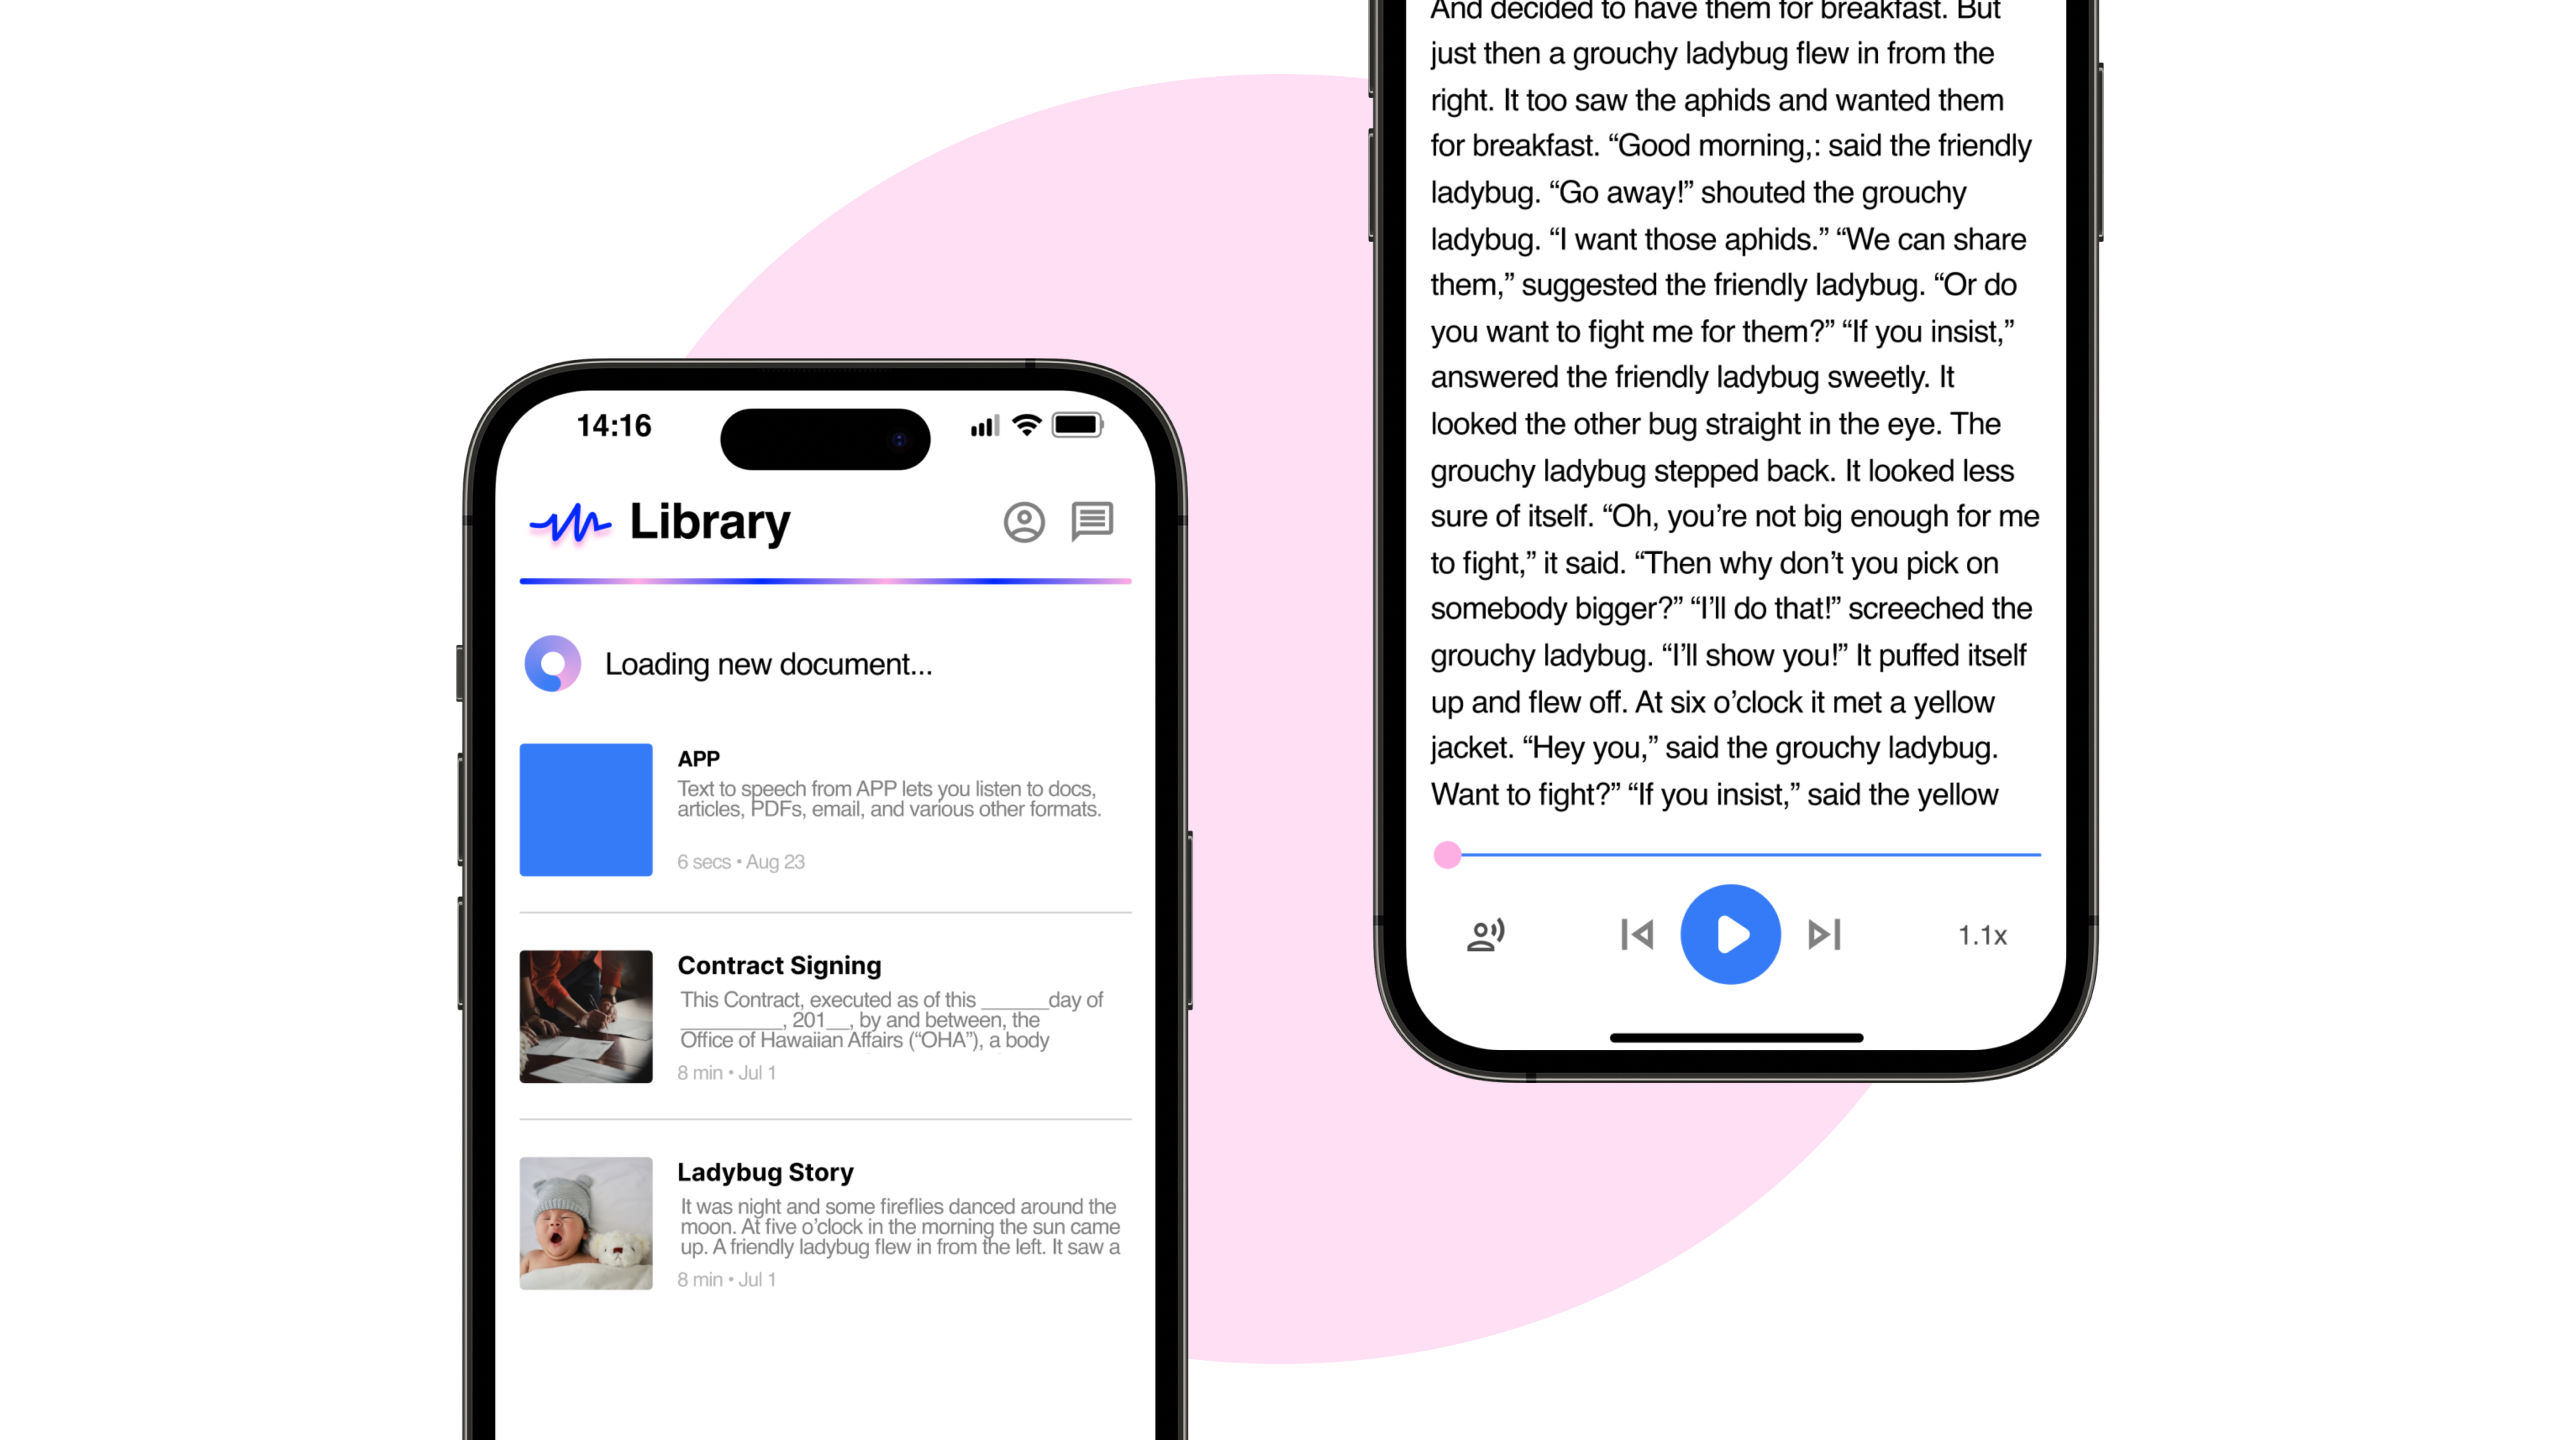 14:16
Library
Loading new document...
APP
Text to speech from APP lets you listen to docs,
articles, PDFs, email, and various other formats.
6 secs • Aug 23
Contract Signing
This Contract, executed as of this ______day of
_________, 201__, by and between, the
Office of Hawaiian Affairs (“OHA”), a body
8 min • Jul 1
Ladybug Story
It was night and some fireflies danced around the
moon. At five o’clock in the morning the sun came
up. A friendly ladybug flew in from the left. It saw a
8 min • Jul 1
And decided to have them for breakfast. But
just then a grouchy ladybug flew in from the
right. It too saw the aphids and wanted them
for breakfast. “Good morning,: said the friendly
ladybug. “Go away!” shouted the grouchy
ladybug. “I want those aphids.” “We can share
them,” suggested the friendly ladybug. “Or do
you want to fight me for them?” “If you insist,”
answered the friendly ladybug sweetly. It
looked the other bug straight in the eye. The
grouchy ladybug stepped back. It looked less
sure of itself. “Oh, you’re not big enough for me
to fight,” it said. “Then why don’t you pick on
somebody bigger?” “I’ll do that!” screeched the
grouchy ladybug. “I’ll show you!” It puffed itself
up and flew off. At six o’clock it met a yellow
jacket. “Hey you,” said the grouchy ladybug.
Want to fight?” “If you insist,” said the yellow
1.1x